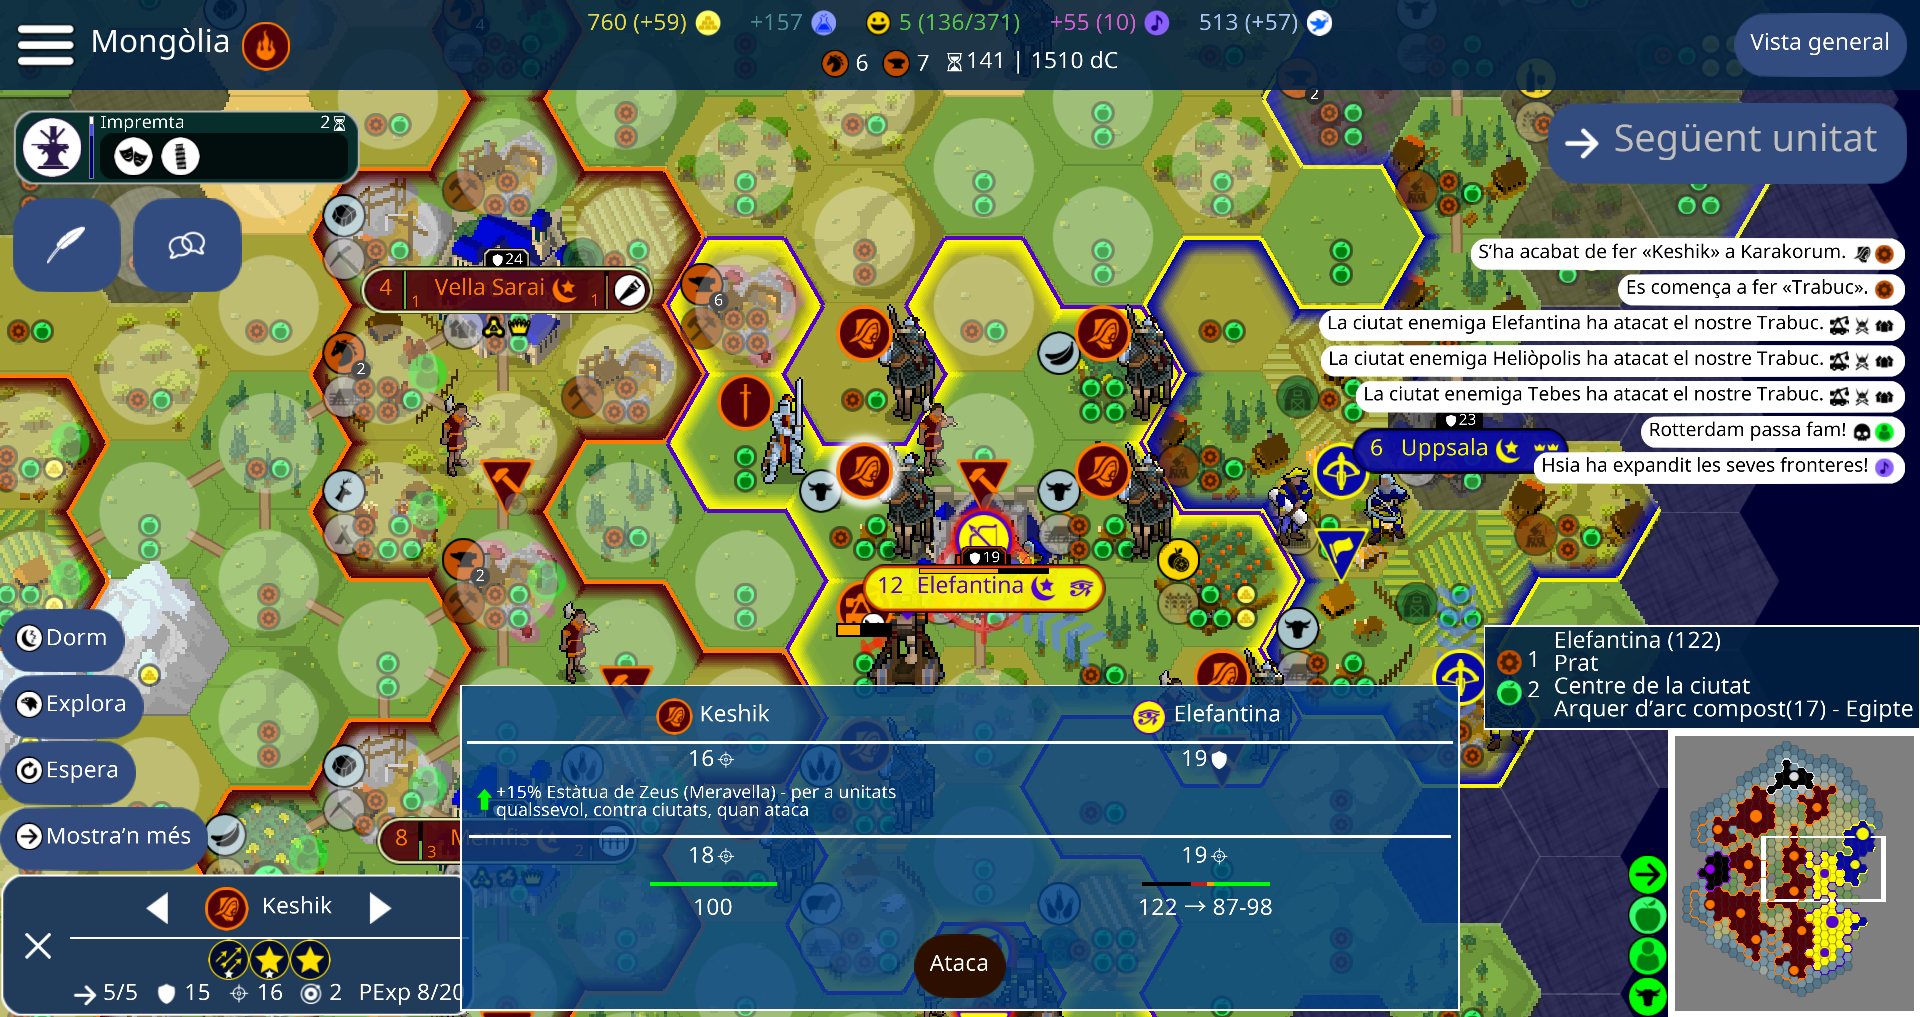 Mongòlia
760 (+59)
+157
5 (136/371)
+55 (10)
513 (+57)
6
7
141 | 1510 dC
Vista general
Impremta
2
Següent unitat
S'ha acabat de fer «Keshik» a Karakorum.
Es comença a fer «Trabuc».
La ciutat enemiga Elefantina ha atacat el nostre Trabuc.
La ciutat enemiga Heliòpolis ha atacat el nostre Trabuc.
La ciutat enemiga Tebes ha atacat el nostre Trabuc.
Rotterdam passa fam!
Hsia ha expandit les seves fronteres!
2
24
4
1
Vella Sarai
1
6
2
23
6 Uppsala
2
19
12 Elefantina
Dorm
Explora
Espera
Mostra'n més
8
3
Memfis
2
Elefantina (122)
1 Prat
2 Centre de la ciutat
Arquer d'arc compost(17) - Egipte
Keshik
Elefantina
16
19
+15% Estàtua de Zeus (Meravella) - per a unitats
qualssevol, contra ciutats, quan ataca
18
19
100
122 → 87-98
Ataca
Keshik
5/5
15
16
2
PExp 8/20